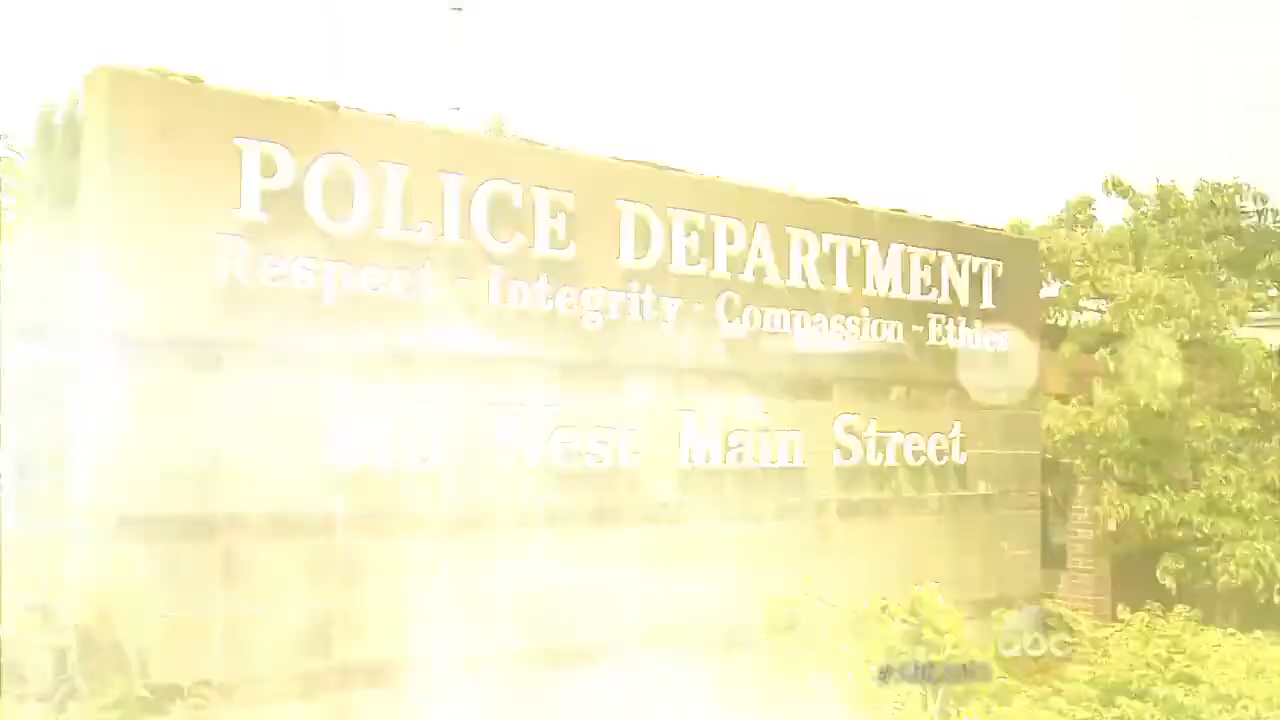 POLICE DEPARTMENT
Respect - Integrity - Compassion - Ethics
West Main Street
abc